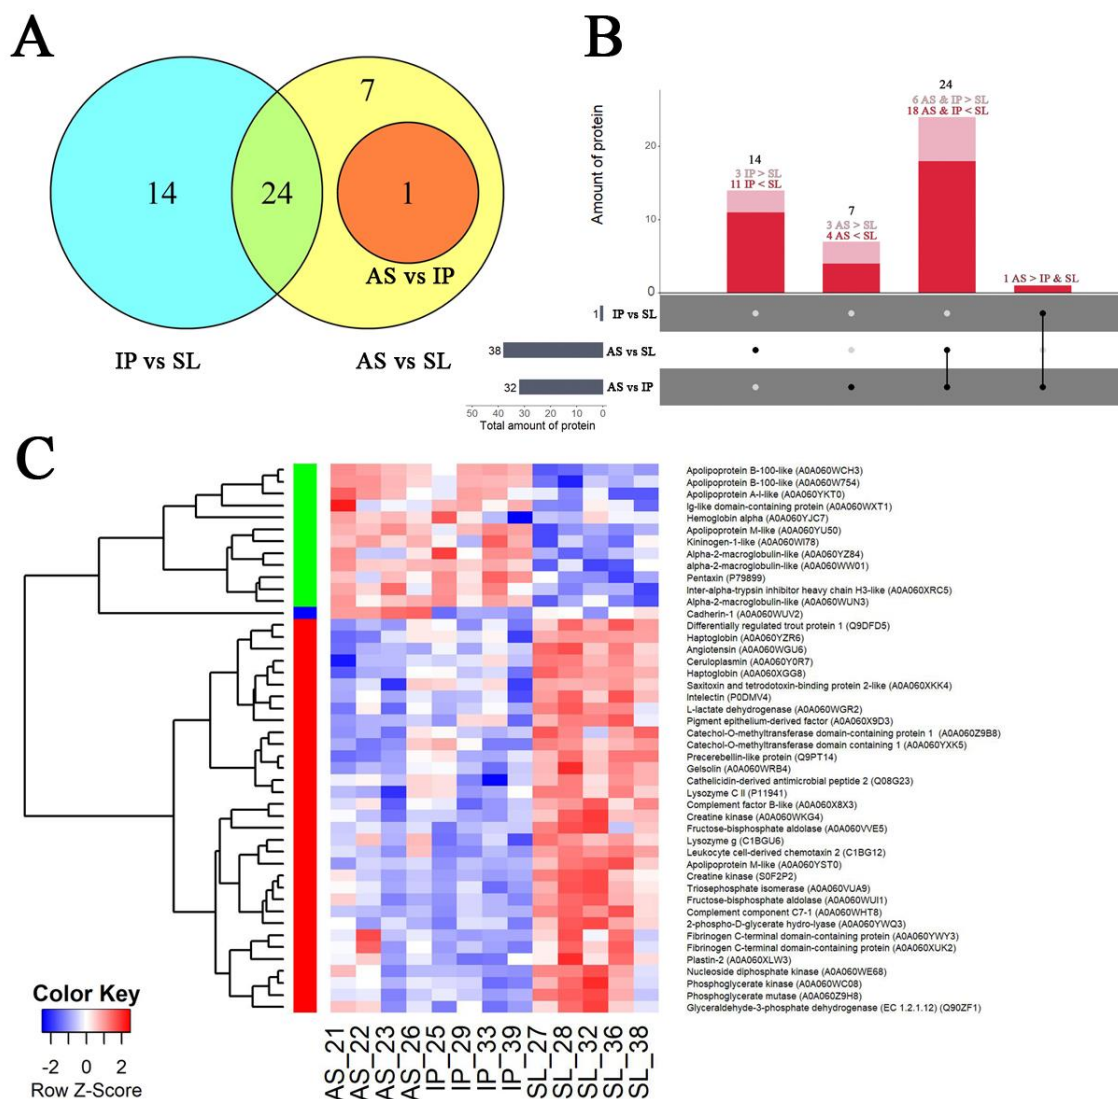 A
7
14
24
1
AS vs IP
IP vs SL
AS vs SL
B
24
6 AS & IP > SL
18 AS & IP < SL
14
3 IP > SL
11 IP < SL
7
3 AS > SL
4 AS < SL
1 AS > IP & SL
Amount of protein
20
10
0
1 IP vs SL
38 AS vs SL
32 AS vs IP
50 40 30 20 10 0
Total amount of protein
C
Apolipoprotein B-100-like (A0A060WCH3)
Apolipoprotein B-100-like (A0A060W754)
Apolipoprotein A-I-like (A0A060YKT0)
Ig-like domain-containing protein (A0A060WXT1)
Hemoglobin alpha (A0A060YJC7)
Apolipoprotein M-like (A0A060YU50)
Kininogen-1-like (A0A060WI78)
Alpha-2-macroglobulin-like (A0A060YZ84)
alpha-2-macroglobulin-like (A0A060WW01)
Pentaxin (P79899)
Inter-alpha-trypsin inhibitor heavy chain H3-like (A0A060XRC5)
Alpha-2-macroglobulin-like (A0A060WUN3)
Cadherin-1 (A0A060WUV2)
Differentially regulated trout protein 1 (Q9DFD5)
Haptoglobin (A0A060YZR6)
Angiotensin (A0A060WGU6)
Ceruloplasmin (A0A060Y0R7)
Haptoglobin (A0A060XGG8)
Saxitoxin and tetrodotoxin-binding protein 2-like (A0A060XKK4)
Intelectin (P0DMV4)
L-lactate dehydrogenase (A0A060WGR2)
Pigment epithelium-derived factor (A0A060X9D3)
Catechol-O-methyltransferase domain-containing protein 1 (A0A060Z9B8)
Catechol-O-methyltransferase domain containing 1 (A0A060YXK5)
Precerebellin-like protein (Q9PT14)
Gelsolin (A0A060WRB4)
Cathelicidin-derived antimicrobial peptide 2 (Q08G23)
Lysozyme C II (P11941)
Complement factor B-like (A0A060X8X3)
Creatine kinase (A0A060WKG4)
Fructose-bisphosphate aldolase (A0A060VVE5)
Lysozyme g (C1BGU6)
Leukocyte cell-derived chemotaxin 2 (C1BG12)
Apolipoprotein M-like (A0A060YST0)
Creatine kinase (S0F2P2)
Triosephosphate isomerase (A0A060VUA9)
Fructose-bisphosphate aldolase (A0A060WUI1)
Complement component C7-1 (A0A060WHT8)
2-phospho-D-glycerate hydro-lyase (A0A060YWQ3)
Fibrinogen C-terminal domain-containing protein (A0A060YWY3)
Fibrinogen C-terminal domain-containing protein (A0A060XUK2)
Plastin-2 (A0A060XLW3)
Nucleoside diphosphate kinase (A0A060WE68)
Phosphoglycerate kinase (A0A060WC08)
Phosphoglycerate mutase (A0A060Z9H8)
Glyceraldehyde-3-phosphate dehydrogenase (EC 1.2.1.12) (Q90ZF1)
Color Key
-2 0 2
Row Z-Score
AS_21
AS_22
AS_23
AS_26
IP_25
IP_29
IP_33
IP_39
SL_27
SL_28
SL_32
SL_36
SL_38